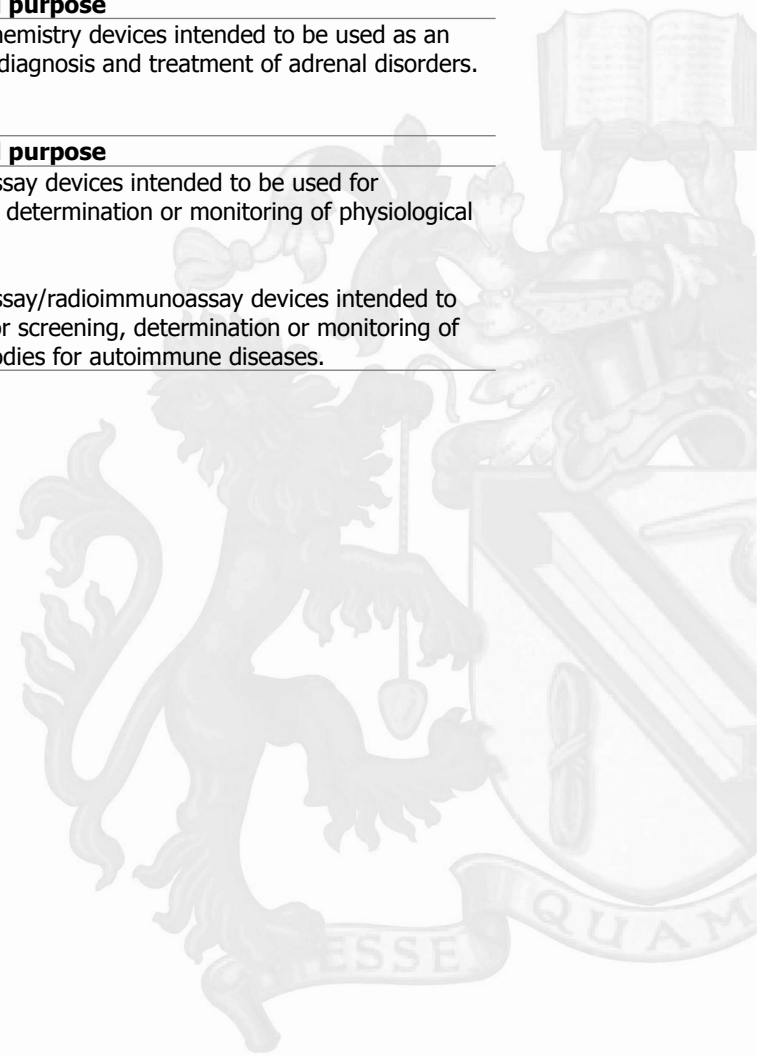 purpose
hemistry devices intended to be used as an
diagnosis and treatment of adrenal disorders.
purpose
ssay devices intended to be used for
determination or monitoring of physiological
ssay/radioimmunoassay devices intended to
or screening, determination or monitoring of
odies for autoimmune diseases.
ESSE QUAM